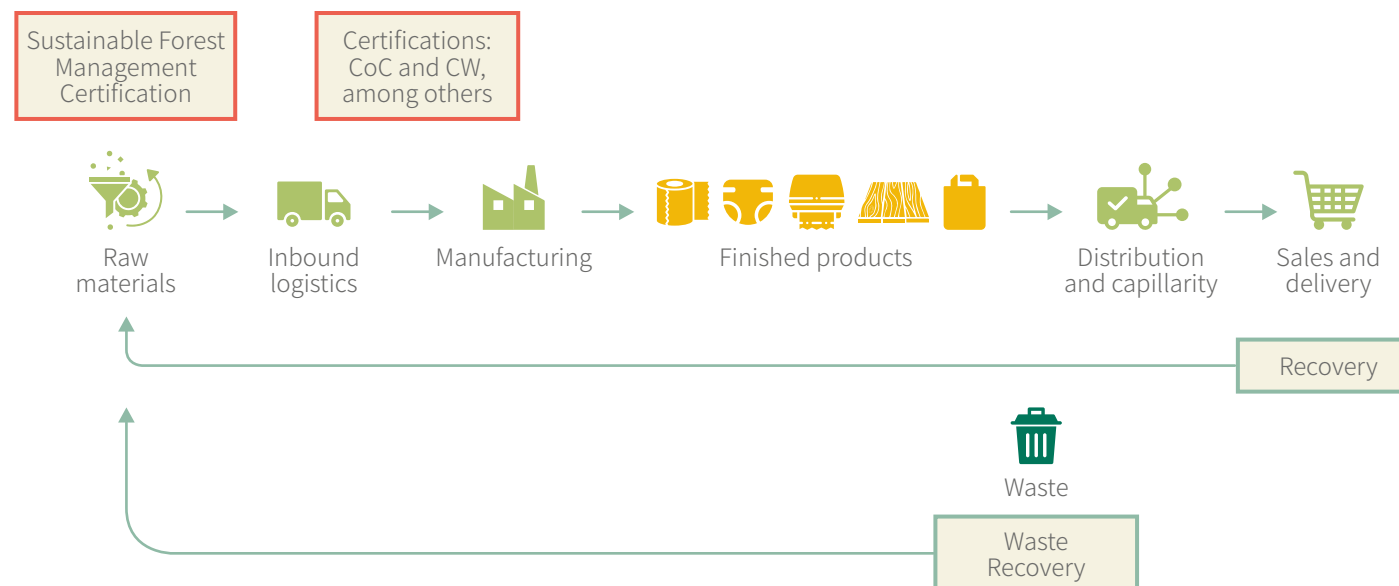 Sustainable Forest
Management
Certification
Certifications:
CoC and CW,
among others
Raw
materials
Inbound
logistics
Manufacturing
Finished products
Distribution
and capillarity
Sales and
delivery
Recovery
Waste
Waste
Recovery